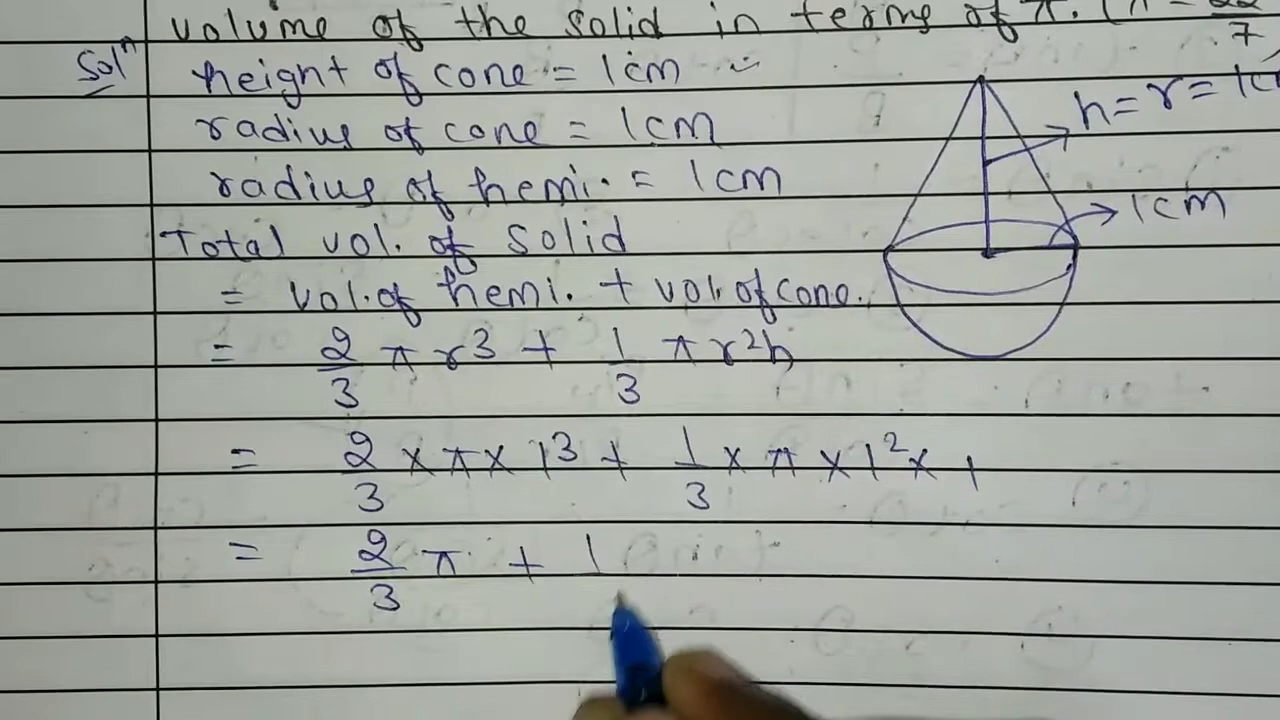 volume of the solid in terms of π. (π = 22/7
Solⁿ height of cone = 1cm
h = r = 1c
radius of cone = 1cm
radius of hemi. = 1cm
1cm
Total vol. of solid
= vol. of hemi. + vol. of cone.
= 2/3 π r³ + 1/3 π r²h
= 2/3 × π × 1³ + 1/3 × π × 1² × 1
= 2/3 π + 1